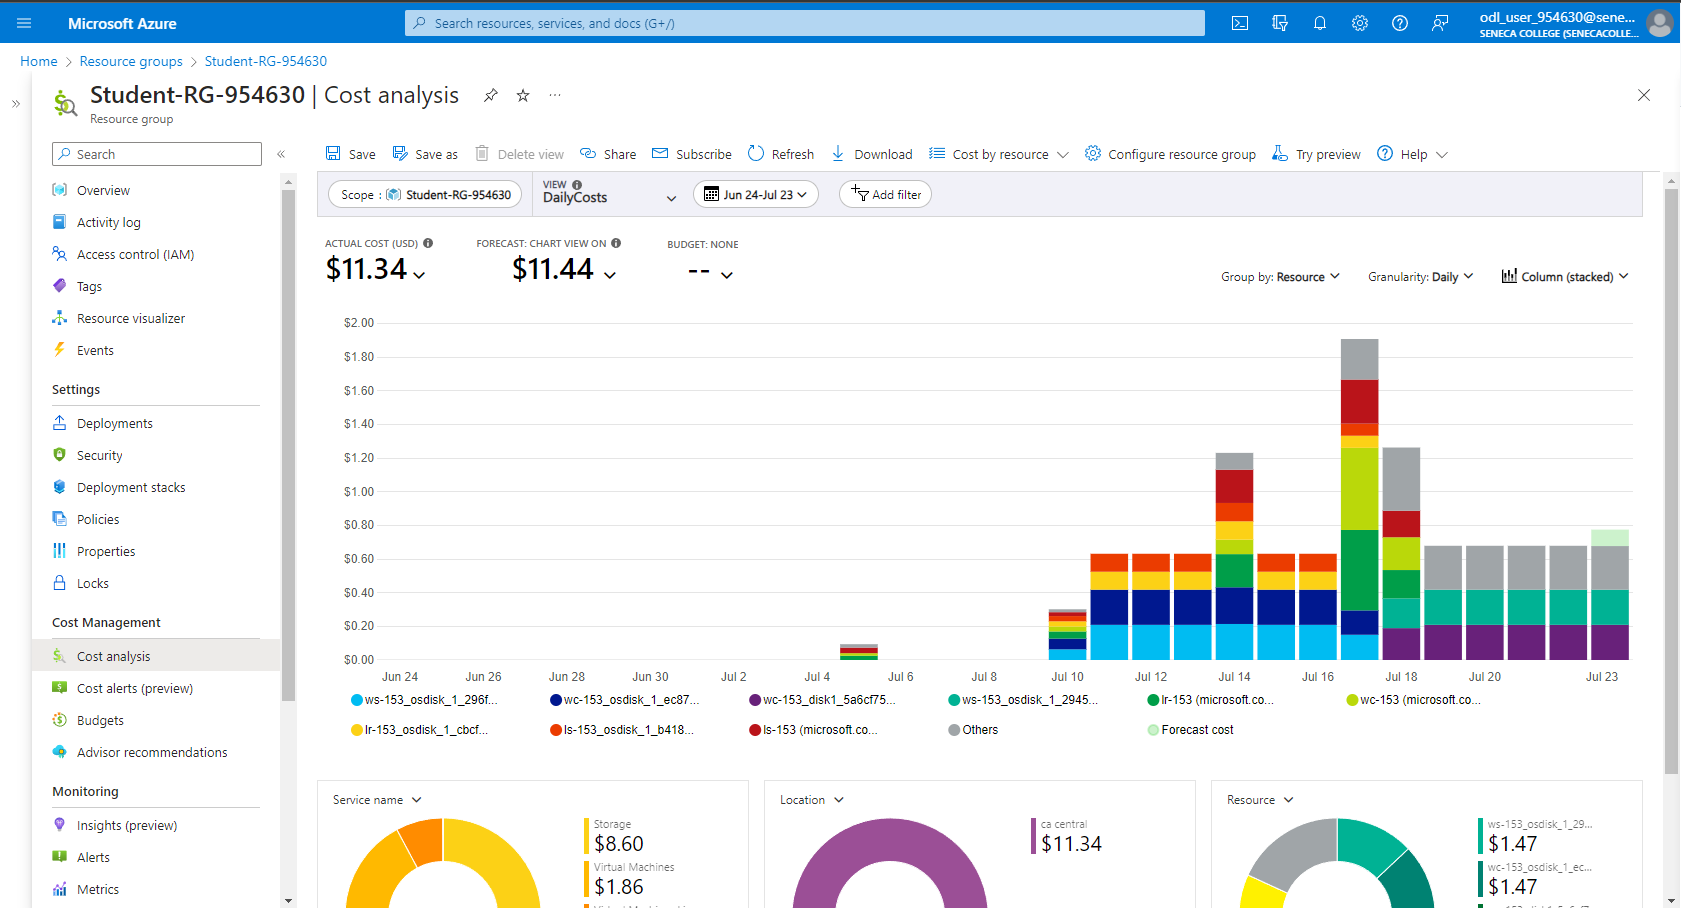 Microsoft Azure
Search resources, services, and docs (G+/)
odl_user_954630@sene...
SENECA COLLEGE (SENECACOLLE...
Home > Resource groups > Student-RG-954630
Student-RG-954630 | Cost analysis
Resource group
Search
Save
Save as
Delete view
Share
Subscribe
Refresh
Download
Cost by resource
Configure resource group
Try preview
Help
Overview
Activity log
Access control (IAM)
Tags
Resource visualizer
Events
Settings
Deployments
Security
Deployment stacks
Policies
Properties
Locks
Cost Management
Cost analysis
Cost alerts (preview)
Budgets
Advisor recommendations
Monitoring
Insights (preview)
Alerts
Metrics
Scope : Student-RG-954630
VIEW
DailyCosts
Jun 24-Jul 23
Add filter
ACTUAL COST (USD)
$11.34
FORECAST: CHART VIEW ON
$11.44
BUDGET: NONE
--
Group by: Resource
Granularity: Daily
Column (stacked)
$2.00
$1.80
$1.60
$1.40
$1.20
$1.00
$0.80
$0.60
$0.40
$0.20
$0.00
Jun 24 Jun 26 Jun 28 Jun 30 Jul 2 Jul 4 Jul 6 Jul 8 Jul 10 Jul 12 Jul 14 Jul 16 Jul 18 Jul 20 Jul 23
ws-153_osdisk_1_296f... wc-153_osdisk_1_ec87... wc-153_disk1_5a6cf75... ws-153_osdisk_1_2945... lr-153 (microsoft.co... wc-153 (microsoft.co...
lr-153_osdisk_1_cbcf... ls-153_osdisk_1_b418... ls-153 (microsoft.co... Others Forecast cost
Service name
Storage
$8.60
Virtual Machines
$1.86
Location
ca central
$11.34
Resource
ws-153_osdisk_1_29...
$1.47
wc-153_osdisk_1_ec...
$1.47